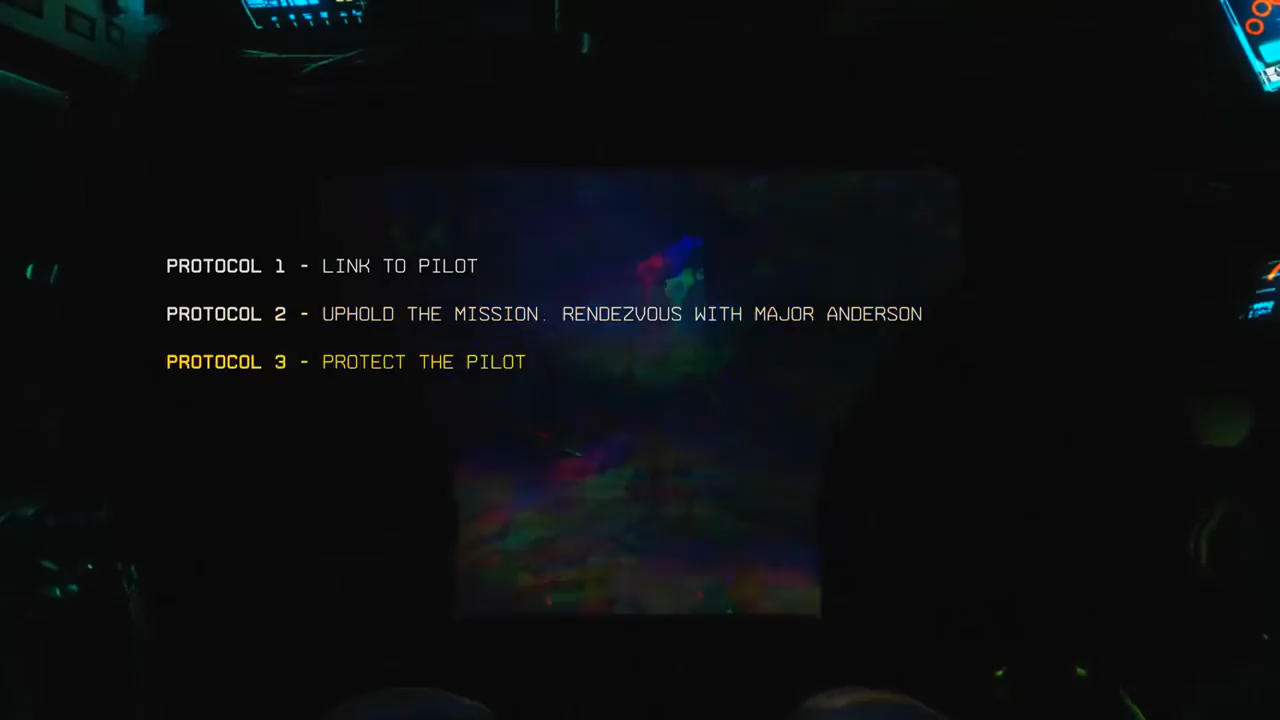 PROTOCOL 1 - LINK TO PILOT
PROTOCOL 2 - UPHOLD THE MISSION. RENDEZVOUS WITH MAJOR ANDERSON
PROTOCOL 3 - PROTECT THE PILOT